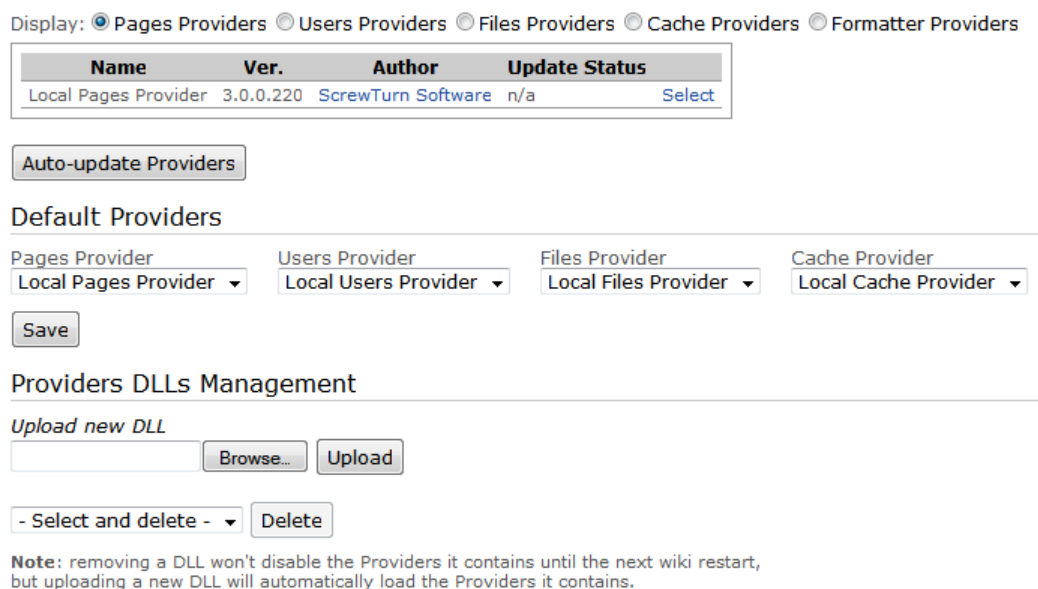 Display: Pages Providers Users Providers Files Providers Cache Providers Formatter Providers
Name Ver. Author Update Status
Local Pages Provider 3.0.0.220 ScrewTurn Software n/a Select
Auto-update Providers
Default Providers
Pages Provider Users Provider Files Provider Cache Provider
Local Pages Provider Local Users Provider Local Files Provider Local Cache Provider
Save
Providers DLLs Management
Upload new DLL
Browse... Upload
- Select and delete - Delete
Note: removing a DLL won't disable the Providers it contains until the next wiki restart,
but uploading a new DLL will automatically load the Providers it contains.